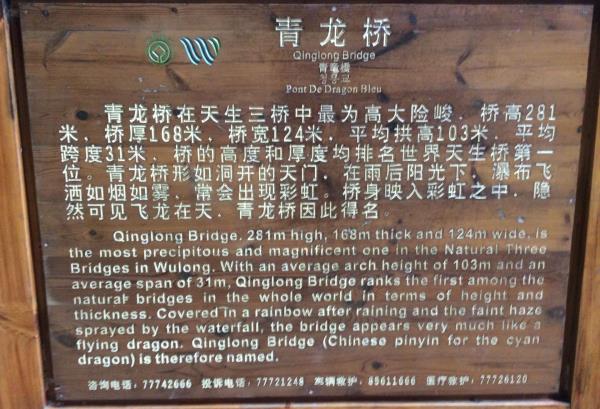 青龙桥
Qinglong Bridge
青龍橋
청룡교
Pont De Dragon Bleu
青龙桥在天生三桥中最为高大险峻．桥高281
米．桥厚168米．桥宽124米．平均拱高103米．平均
跨度31米．桥的高度和厚度均排名世界天生桥第一
位。青龙桥形如洞开的天门．在雨后阳光下．瀑布飞
洒如烟如雾、常会出现彩虹。桥身映入彩虹之中．隐
然可见飞龙在天．青龙桥因此得名。
Qinglong Bridge, 281m high, 168m thick and 124m wide, is
the most precipitous and magnificent one in the Natural Three
Bridges in Wulong. With an average arch height of 103m and an
average span of 31m, Qinglong Bridge ranks the first among the
natural bridges in the whole world in terms of height and
thickness. Covered in a rainbow after raining and the faint haze
sprayed by the waterfall, the bridge appears very much like a
flying dragon. Qinglong Bridge (Chinese pinyin for the cyan
dragon) is therefore named.
咨询电话：77742666 投诉电话：77721248 车辆救护：85611666 医疗救护：77726120